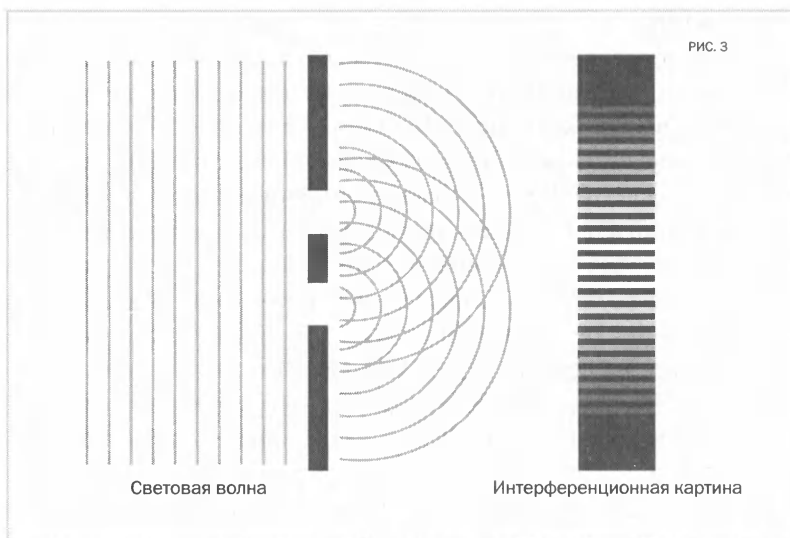 РИС. 3
Световая волна
Интерференционная картина